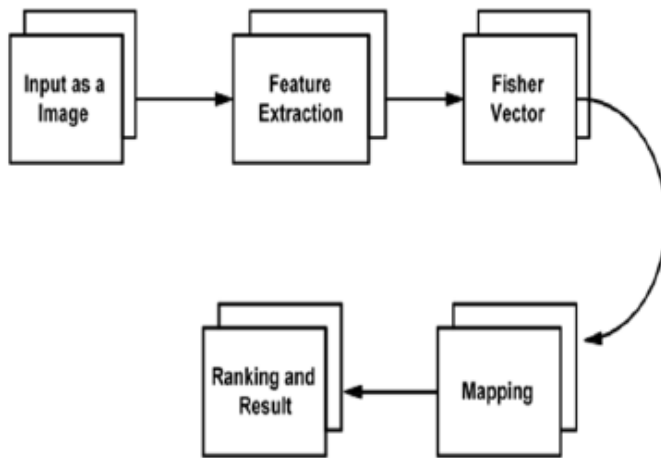 Input as a
Image
Feature
Extraction
Fisher
Vector
Ranking and
Result
Mapping